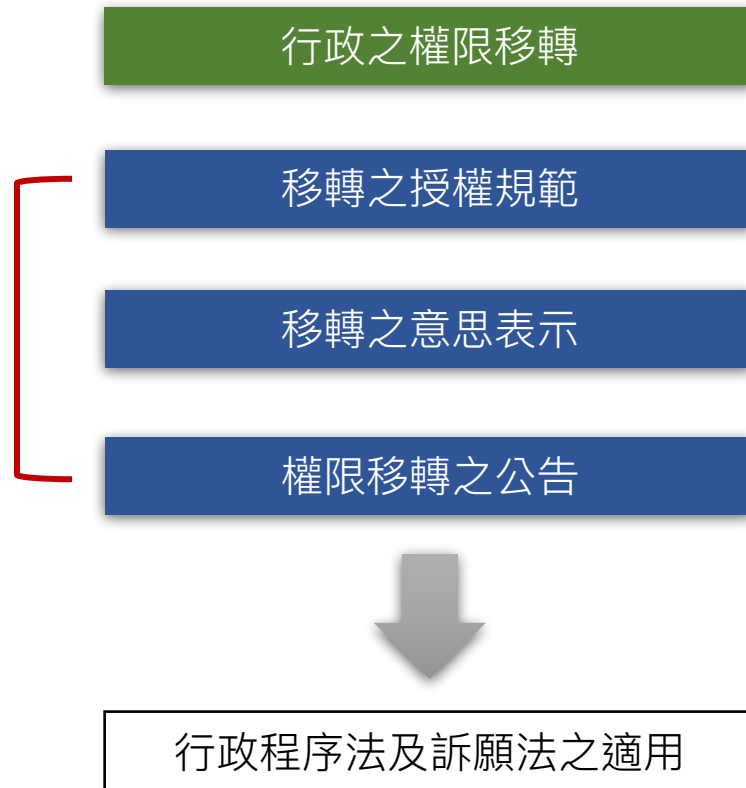 行政之權限移轉
移轉之授權規範
移轉之意思表示
權限移轉之公告
行政程序法及訴願法之適用